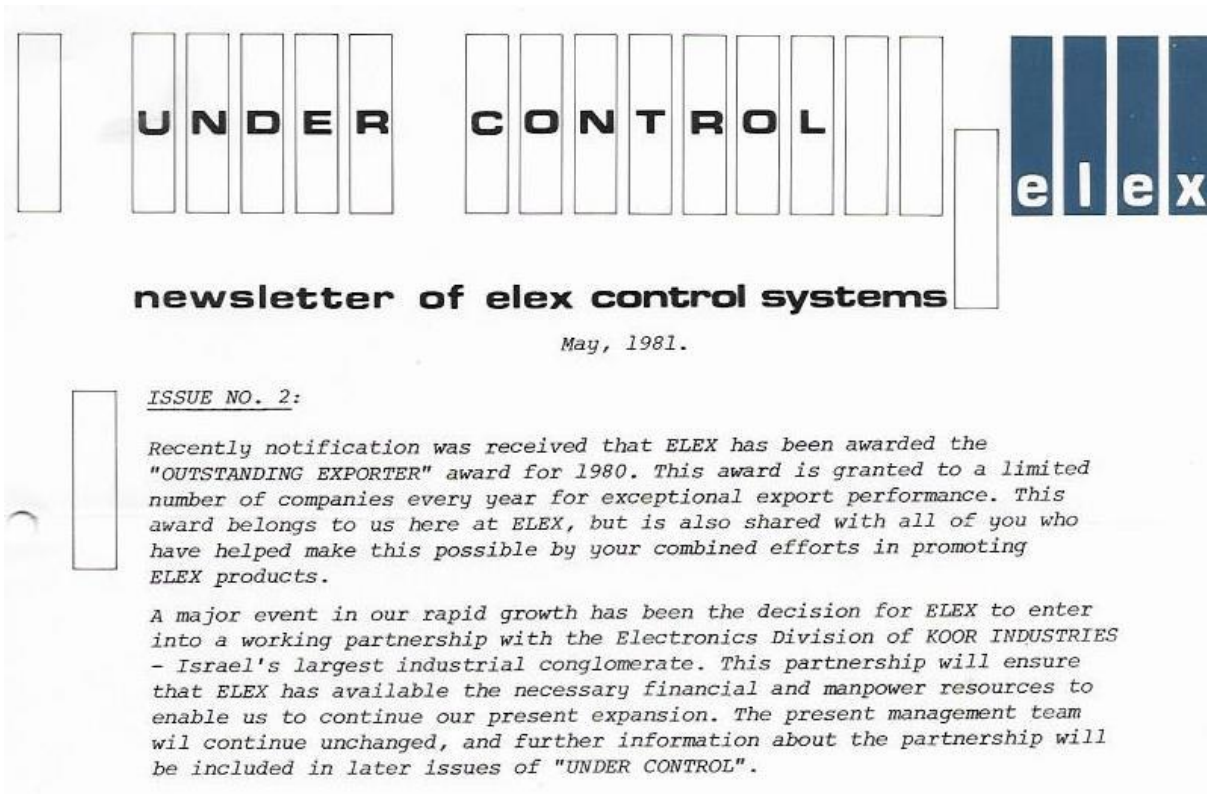 UNDER CONTROL
elex
newsletter of elex control systems
May, 1981.
ISSUE NO. 2:
Recently notification was received that ELEX has been awarded the
"OUTSTANDING EXPORTER" award for 1980. This award is granted to a limited
number of companies every year for exceptional export performance. This
award belongs to us here at ELEX, but is also shared with all of you who
have helped make this possible by your combined efforts in promoting
ELEX products.
A major event in our rapid growth has been the decision for ELEX to enter
into a working partnership with the Electronics Division of KOOR INDUSTRIES
- Israel's largest industrial conglomerate. This partnership will ensure
that ELEX has available the necessary financial and manpower resources to
enable us to continue our present expansion. The present management team
wil continue unchanged, and further information about the partnership will
be included in later issues of "UNDER CONTROL".